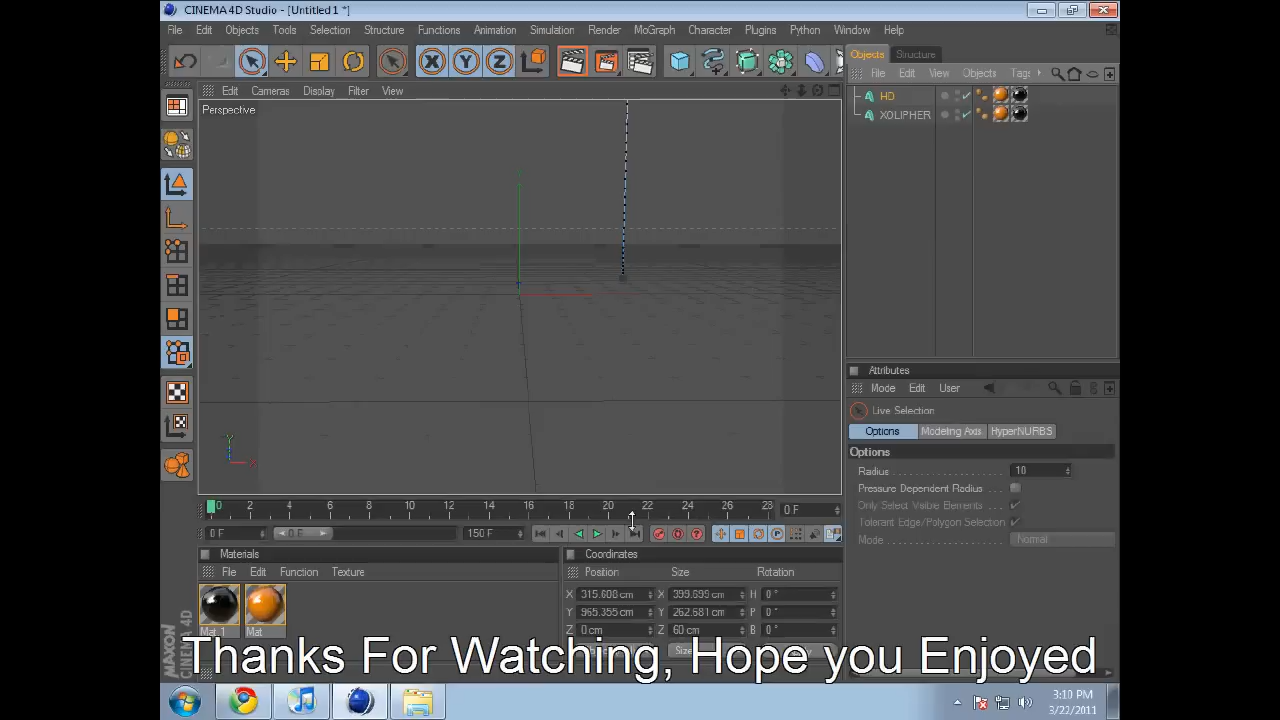 CINEMA 4D Studio - [Untitled 1 *]
File Edit Objects Tools Selection Structure Functions Animation Simulation Render MoGraph Character Plugins Python Window Help
X Y Z
Objects Structure
File Edit View Objects Tags
HD
XOLIPHER
Edit Cameras Display Filter View
Perspective
Y
X
0 2 4 6 8 10 12 14 16 18 20 22 24 26 28 0 F
0 F 0 F 150 F
Attributes
Mode Edit User
Live Selection
Options Modeling Axis HyperNURBS
Options
Radius 10
Pressure Dependent Radius
Only Select Visible Elements
Tolerant Edge/Polygon Selection
Mode Normal
Materials
File Edit Function Texture
Mat.1 Mat
Coordinates
Position Size Rotation
X 315.608 cm X 399.699 cm H 0 °
Y 965.355 cm Y 262.681 cm P 0 °
Z 0 cm Z 60 cm B 0 °
MAXON
CINEMA 4D
Thanks For Watching, Hope you Enjoyed
3:10 PM
3/22/2011